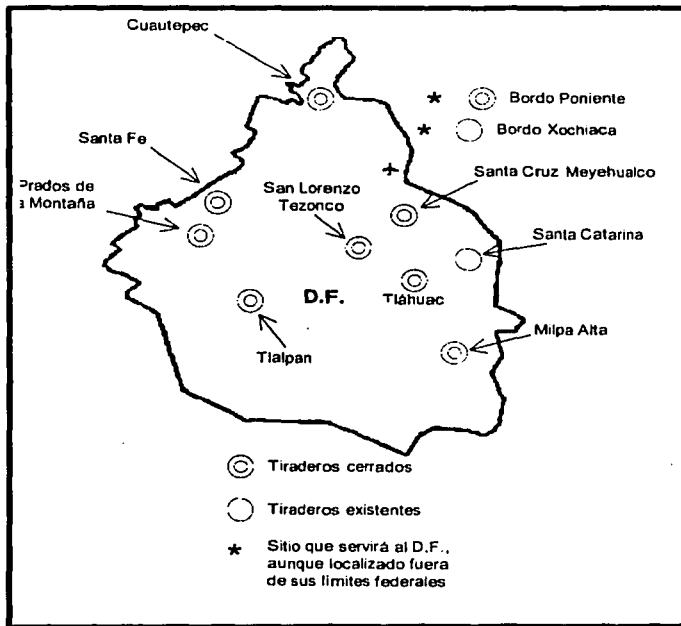 Cuautepec
* Bordo Poniente
* Bordo Xochiaca
Santa Fe
Prados de
a Montaña
San Lorenzo
Tezonco
Santa Cruz Meyehualco
Santa Catarina
D.F.
Tláhuac
Tlalpan
Milpa Alta
Tiraderos cerrados
Tiraderos existentes
* Sitio que servirá al D.F.,
aunque localizado fuera
de sus límites federales